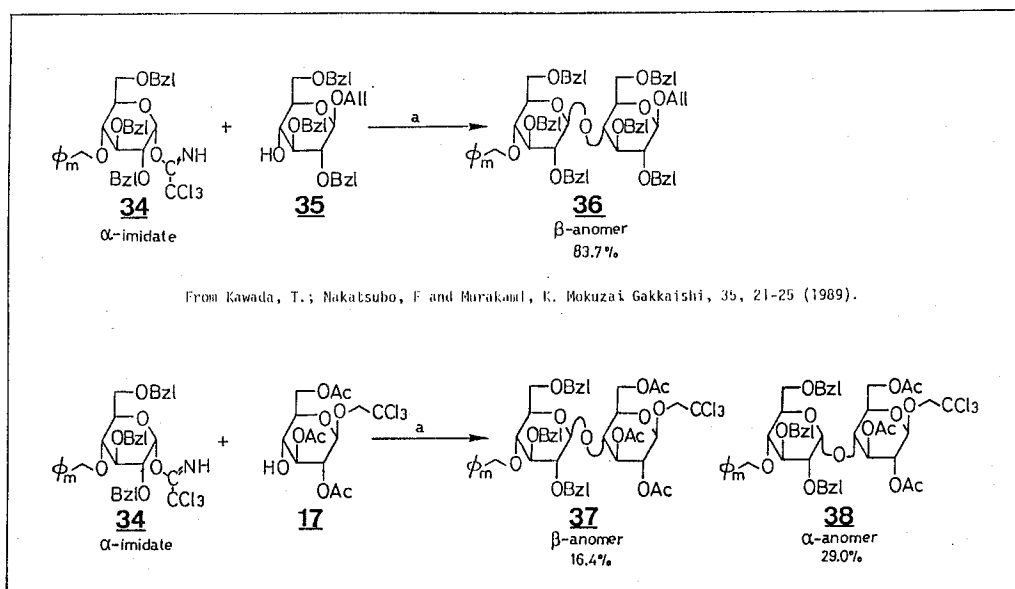 OBzl
OBzl
OBzl
OBzl
O
O
OAll
O
O
OAll
OBzl
+
OBzl
a
OBzl
O
OBzl
ϕm
O
O
NH
HO
ϕm
O
BzlO
C
CCl3
OBzl
OBzl
OBzl
34
35
36
α-imidate
β-anomer
83.7%
From Kawada, T.; Nakatsubo, F and Murakami, K. Mokuzai Gakkaishi, 35, 21-25 (1989).
OBzl
OAc
OBzl
OAc
OBzl
OAc
O
O
O
CCl3
O
O
O
CCl3
O
O
O
CCl3
OBzl
+
OAc
a
OBzl
O
OAc
OBzl
O
OAc
ϕm
O
O
NH
HO
ϕm
O
ϕm
O
BzlO
C
CCl3
OAc
OBzl
OAc
OBzl
OAc
34
17
37
38
α-imidate
β-anomer
α-anomer
16.4%
29.0%